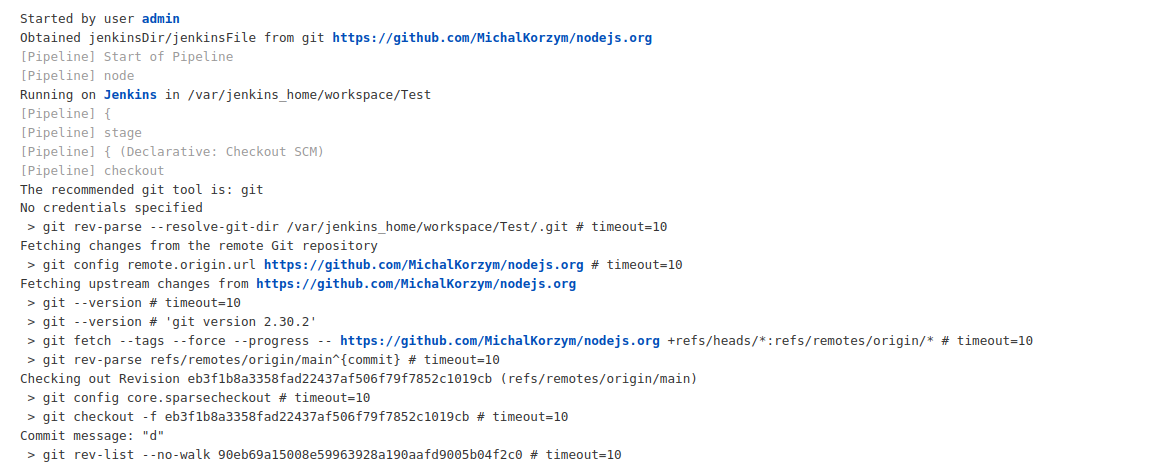 Started by user admin
Obtained jenkinsDir/jenkinsFile from git https://github.com/MichalKorzym/nodejs.org
[Pipeline] Start of Pipeline
[Pipeline] node
Running on Jenkins in /var/jenkins_home/workspace/Test
[Pipeline] {
[Pipeline] stage
[Pipeline] { (Declarative: Checkout SCM)
[Pipeline] checkout
The recommended git tool is: git
No credentials specified
 > git rev-parse --resolve-git-dir /var/jenkins_home/workspace/Test/.git # timeout=10
Fetching changes from the remote Git repository
 > git config remote.origin.url https://github.com/MichalKorzym/nodejs.org # timeout=10
Fetching upstream changes from https://github.com/MichalKorzym/nodejs.org
 > git --version # timeout=10
 > git --version # 'git version 2.30.2'
 > git fetch --tags --force --progress -- https://github.com/MichalKorzym/nodejs.org +refs/heads/*:refs/remotes/origin/* # timeout=10
 > git rev-parse refs/remotes/origin/main^{commit} # timeout=10
Checking out Revision eb3f1b8a3358fad22437af506f79f7852c1019cb (refs/remotes/origin/main)
 > git config core.sparsecheckout # timeout=10
 > git checkout -f eb3f1b8a3358fad22437af506f79f7852c1019cb # timeout=10
Commit message: "d"
 > git rev-list --no-walk 90eb69a15008e59963928a190aafd9005b04f2c0 # timeout=10